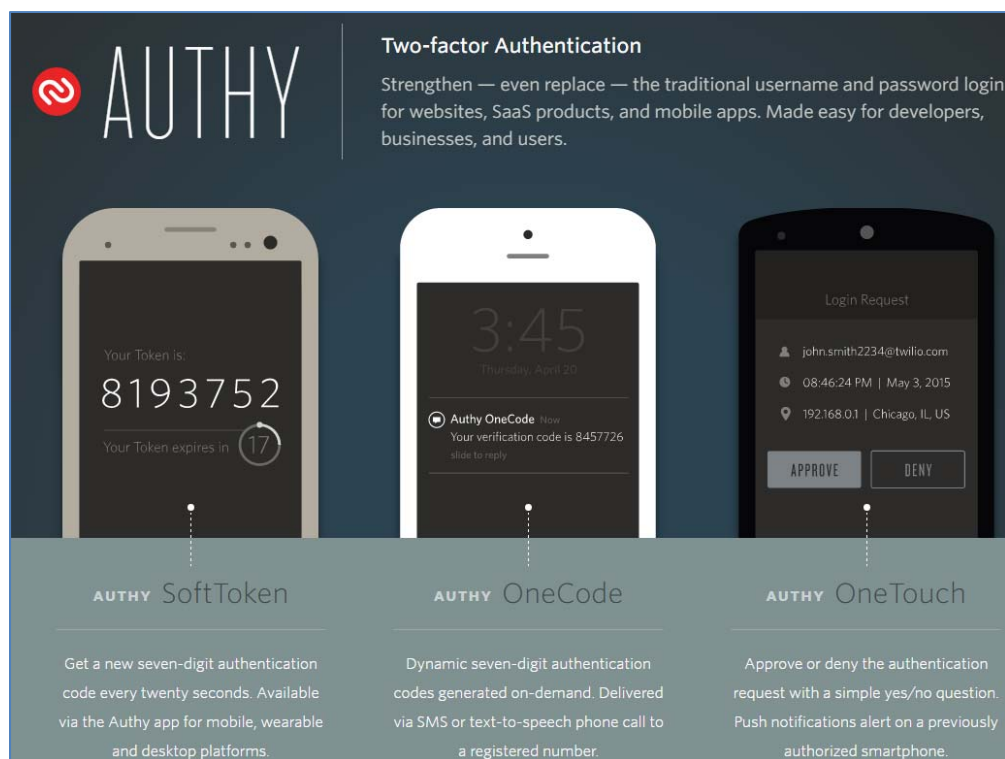 AUTHY
Two-factor Authentication
Strengthen — even replace — the traditional username and password login
for websites, SaaS products, and mobile apps. Made easy for developers,
businesses, and users.
Your Token is:
8193752
Your Token expires in 17
3:45
Thursday, April 20
Authy OneCode Now
Your verification code is 8457726
slide to reply
Login Request
john.smith2234@twilio.com
08:46:24 PM | May 3, 2015
192.168.0.1 | Chicago, IL, US
APPROVE
DENY
AUTHY SoftToken
Get a new seven-digit authentication
code every twenty seconds. Available
via the Authy app for mobile, wearable
and desktop platforms.
AUTHY OneCode
Dynamic seven-digit authentication
codes generated on-demand. Delivered
via SMS or text-to-speech phone call to
a registered number.
AUTHY OneTouch
Approve or deny the authentication
request with a simple yes/no question.
Push notifications alert on a previously
authorized smartphone.